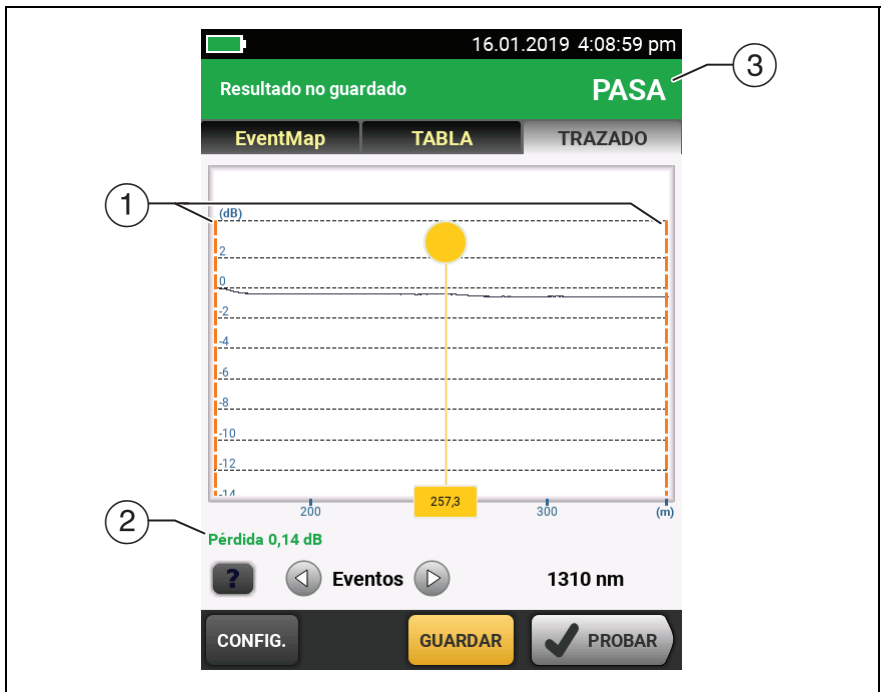 16.01.2019 4:08:59 pm
Resultado no guardado PASA
3
EventMap TABLA TRAZADO
1
(dB)
2
0
-2
-4
-6
-8
-10
-12
-14
200 257,3 300 (m)
2
Pérdida 0,14 dB
? Eventos 1310 nm
CONFIG. GUARDAR PROBAR